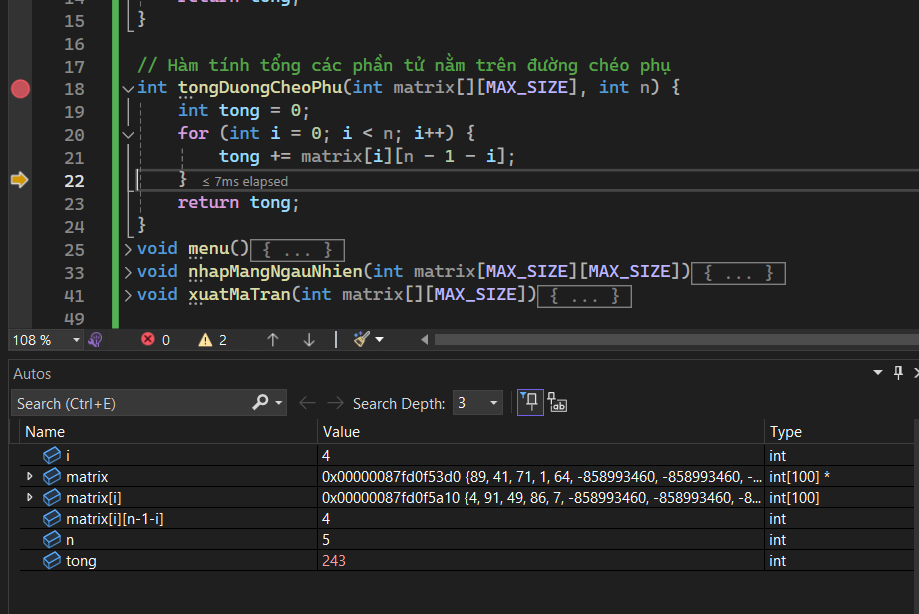 15 }
16
17 // Hàm tính tổng các phần tử nằm trên đường chéo phụ
18 int tongDuongCheoPhu(int matrix[][MAX_SIZE], int n) {
19 int tong = 0;
20 for (int i = 0; i < n; i++) {
21 tong += matrix[i][n - 1 - i];
22 } ≤ 7ms elapsed
23 return tong;
24 }
25 void menu(){ ... }
33 void nhapMangNgauNhien(int matrix[MAX_SIZE][MAX_SIZE]){ ... }
41 void xuatMaTran(int matrix[][MAX_SIZE]){ ... }
49
108 % 0 2
Autos
Search (Ctrl+E) Search Depth: 3
Name Value Type
i 4 int
matrix 0x00000087fd0f53d0 {89, 41, 71, 1, 64, -858993460, -858993460, -... int[100] *
matrix[i] 0x00000087fd0f5a10 {4, 91, 49, 86, 7, -858993460, -858993460, -8... int[100]
matrix[i][n-1-i] 4 int
n 5 int
tong 243 int